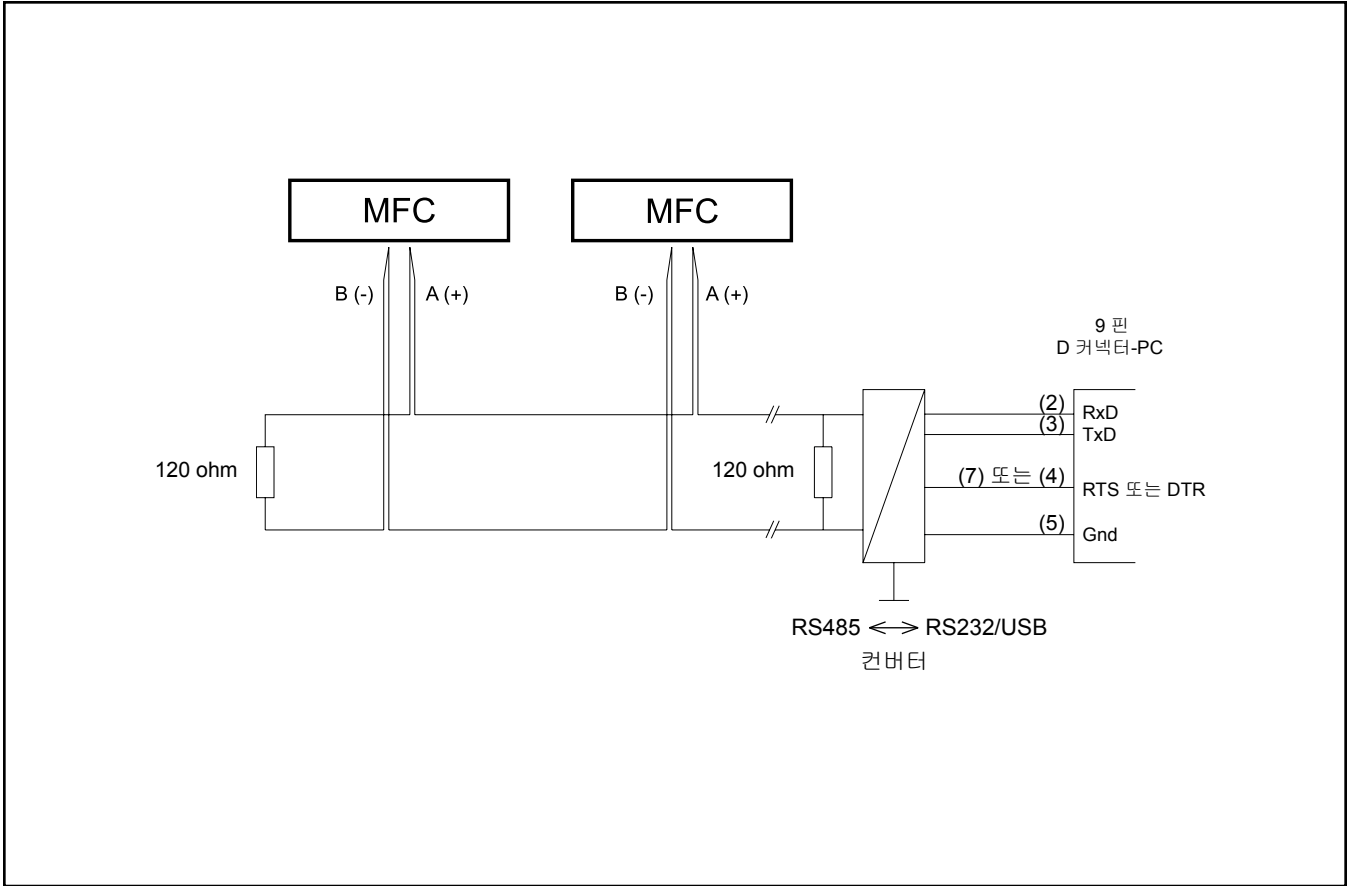 MFC
MFC
B (-)
A (+)
B (-)
A (+)
9 핀
D 커넥터-PC
(2)
RxD
(3)
TxD
120 ohm
120 ohm
(7) 또는 (4)
RTS 또는 DTR
(5)
Gnd
RS485
RS232/USB
컨버터